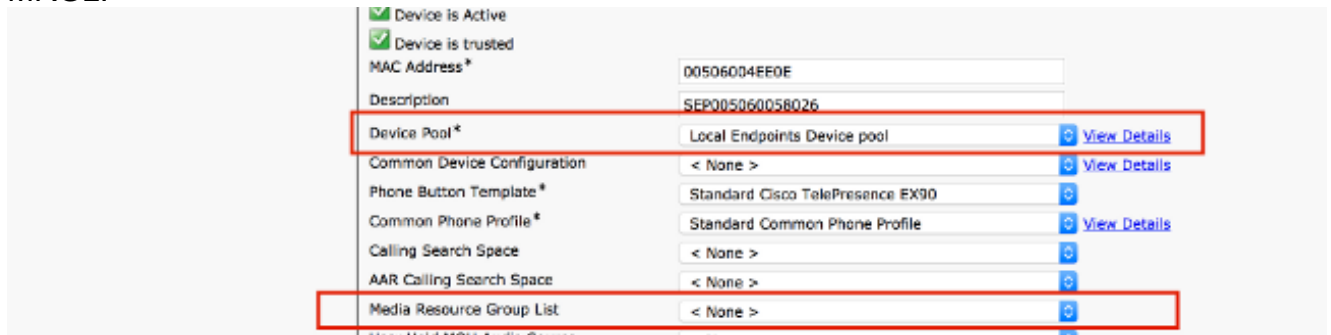 Device is Active
Device is trusted
MAC Address* 00506004EE0E
Description SEP005060058026
Device Pool* Local Endpoints Device pool View Details
Common Device Configuration < None > View Details
Phone Button Template* Standard Cisco TelePresence EX90
Common Phone Profile* Standard Common Phone Profile View Details
Calling Search Space < None >
AAR Calling Search Space < None >
Media Resource Group List < None >